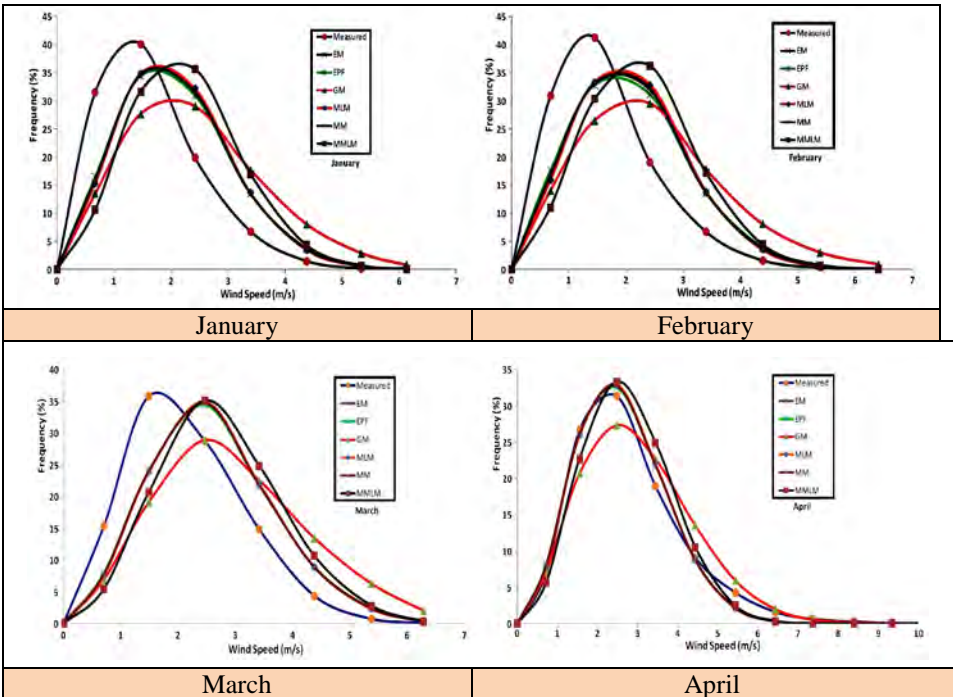 45
40
35
30
25
20
15
10
5
0
Frequency (%)
0 1 2 3 4 5 6 7
Wind Speed (m/s)
Measured
EM
EPF
GM
MLM
MM
MMLM
January
45
40
35
30
25
20
15
10
5
0
Frequency (%)
0 1 2 3 4 5 6 7
Wind Speed (m/s)
Measured
EM
EPF
GM
MLM
MM
MMLM
February
January February
40
35
30
25
20
15
10
5
0
Frequency (%)
0 1 2 3 4 5 6 7
Wind Speed (m/s)
Measured
EM
EPF
GM
MLM
MM
MMLM
March
35
30
25
20
15
10
5
0
Frequency (%)
0 1 2 3 4 5 6 7 8 9 10
Wind Speed (m/s)
Measured
EM
EPF
GM
MLM
MM
MMLM
April
March April